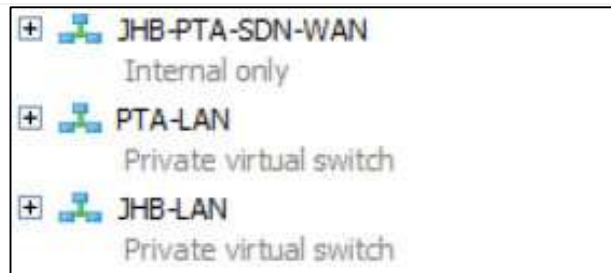 JHB-PTA-SDN-WAN
Internal only
PTA-LAN
Private virtual switch
JHB-LAN
Private virtual switch